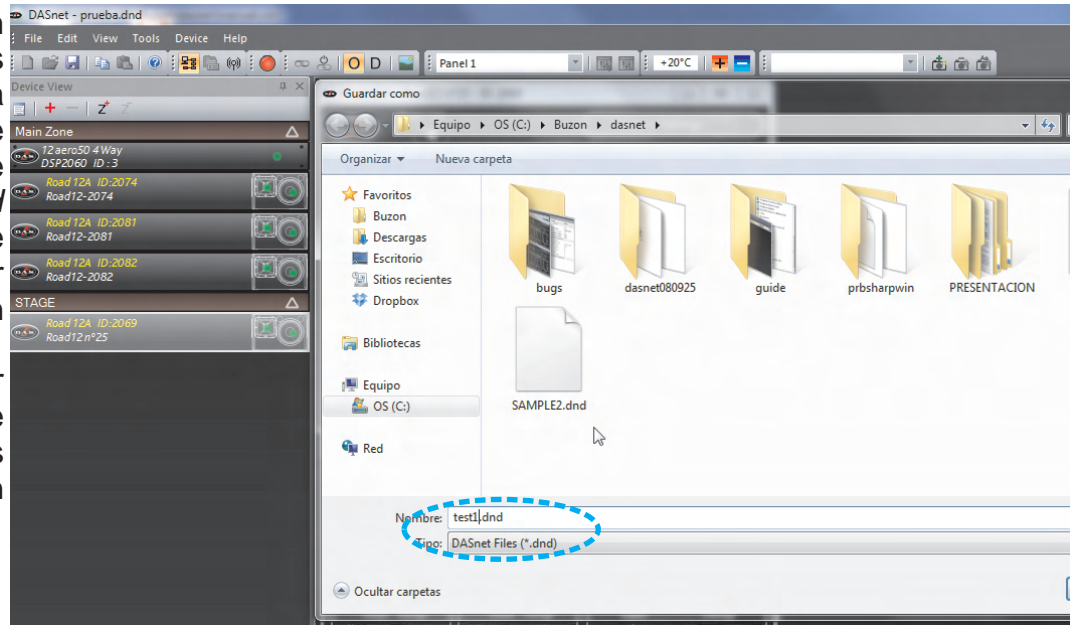 DASnet - prueba.dnd
File Edit View Tools Device Help
O D Panel 1 +20°C
Device View
Z Z
Main Zone
12aero50 4Way
DSP2060 ID : 3
Road 12A ID:2074
Road12-2074
Road 12A ID:2081
Road12-2081
Road 12A ID:2082
Road12-2082
STAGE
Road 12A ID:2069
Road12 nº25
Guardar como
Equipo OS (C:) Buzon dasnet
Organizar Nueva carpeta
Favoritos
Buzon
Descargas
Escritorio
Sitios recientes
Dropbox
Bibliotecas
Equipo
OS (C:)
Red
bugs dasnet080925 guide prbsharpwin PRESENTACION
SAMPLE2.dnd
Nombre: test1.dnd
Tipo: DASnet Files (*.dnd)
Ocultar carpetas